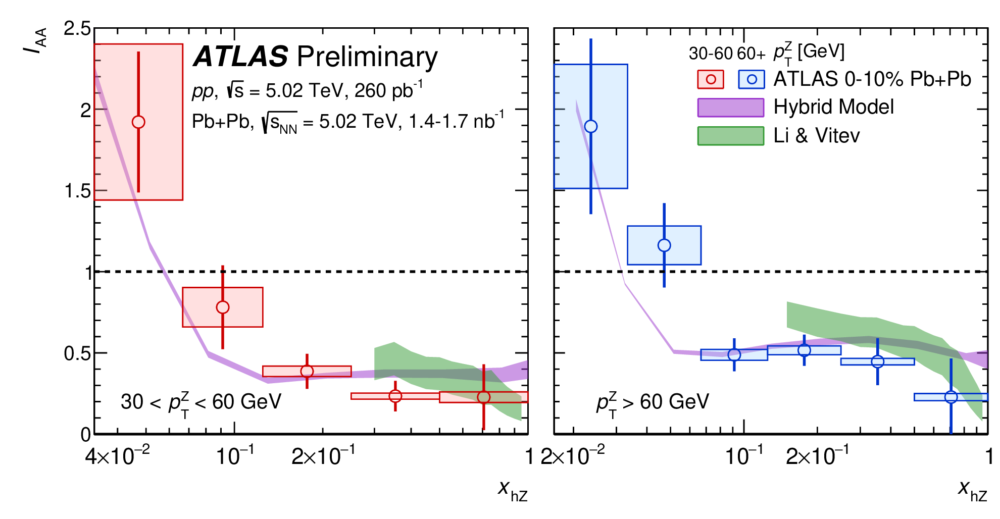 I_AA
2.5
2
1.5
1
0.5
0
ATLAS Preliminary
pp, √s = 5.02 TeV, 260 pb⁻¹
Pb+Pb, √s_NN = 5.02 TeV, 1.4-1.7 nb⁻¹
30 < p_T^Z < 60 GeV
4×10⁻² 10⁻¹ 2×10⁻¹ 1
x_hZ
30-60 60+ p_T^Z [GeV]
ATLAS 0-10% Pb+Pb
Hybrid Model
Li & Vitev
p_T^Z > 60 GeV
2×10⁻² 10⁻¹ 2×10⁻¹ 1
x_hZ